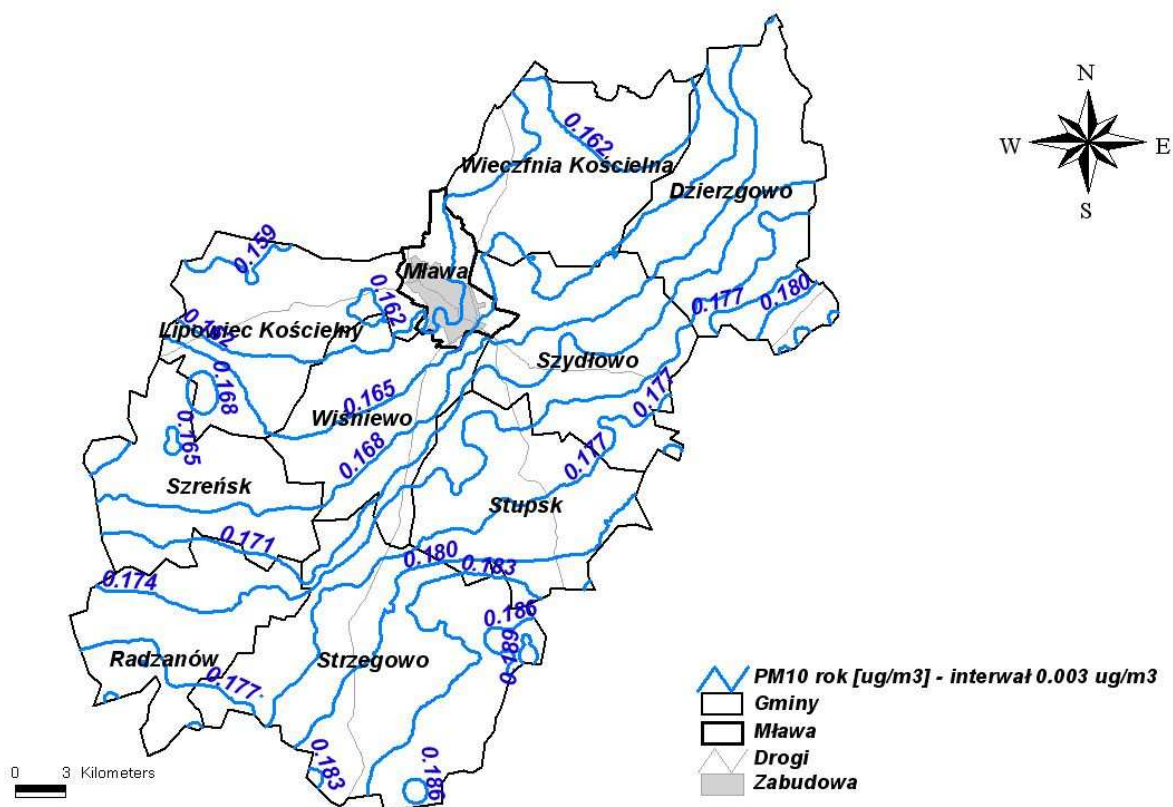 N
W E
S
0.162
Wieczfnia Kościelna
Dzierzgowo
0.159
Mława
0.162
0.177
0.180
Lipowiec Kościelny
0.162
Szydłowo
0.168
0.165
0.177
Wiśniewo
0.165
0.168
0.177
Szreńsk
Stupsk
0.171
0.180
0.183
0.174
0.186
0.189
Radzanów
Strzegowo
0.177
0.183
0.186
PM10 rok [ug/m3] - interwał 0.003 ug/m3
Gminy
Mława
Drogi
Zabudowa
0 3 Kilometers